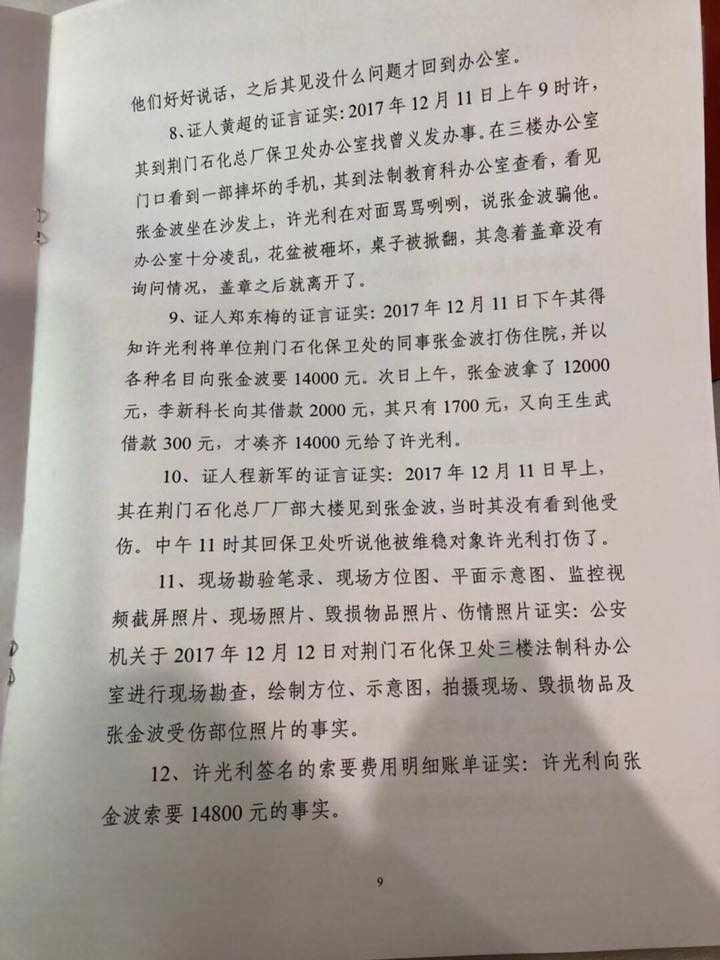 他们好好说话，之后其见没什么问题才回到办公室。
8、证人黄超的证言证实：2017 年 12 月 11 日上午 9 时许，
其到荆门石化总厂保卫处办公室找曾义发办事。在三楼办公室
门口看到一部摔坏的手机，其到法制教育科办公室查看，看见
张金波坐在沙发上，许光利在对面骂骂咧咧，说张金波骗他。
办公室十分凌乱，花盆被砸坏，桌子被掀翻，其急着盖章没有
询问情况，盖章之后就离开了。
9、证人郑东梅的证言证实：2017 年 12 月 11 日下午其得
知许光利将单位荆门石化保卫处的同事张金波打伤住院，并以
各种名目向张金波要 14000 元。次日上午，张金波拿了 12000
元，李新科长向其借款 2000 元，其只有 1700 元，又向王生武
借款 300 元，才凑齐 14000 元给了许光利。
10、证人程新军的证言证实：2017 年 12 月 11 日早上，
其在荆门石化总厂厂部大楼见到张金波，当时其没有看到他受
伤。中午 11 时其回保卫处听说他被维稳对象许光利打伤了。
11、现场勘验笔录、现场方位图、平面示意图、监控视
频截屏照片、现场照片、毁损物品照片、伤情照片证实：公安
机关于 2017 年 12 月 12 日对荆门石化保卫处三楼法制科办公
室进行现场勘查，绘制方位、示意图，拍摄现场、毁损物品及
张金波受伤部位照片的事实。
12、许光利签名的索要费用明细账单证实：许光利向张
金波索要 14800 元的事实。
9